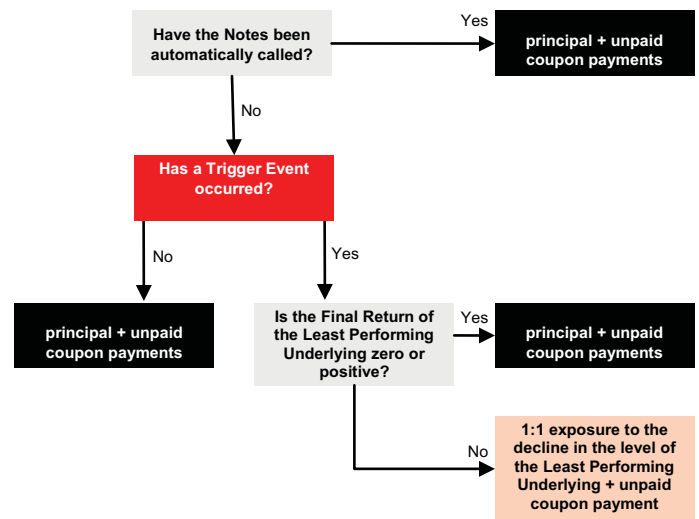 Have the Notes been
automatically called?
Yes
principal + unpaid
coupon payments
No
Has a Trigger Event
occurred?
No
Yes
principal + unpaid
coupon payments
Is the Final Return of
the Least Performing
Underlying zero or
positive?
Yes
principal + unpaid
coupon payments
No
1:1 exposure to the
decline in the level of
the Least Performing
Underlying + unpaid
coupon payment